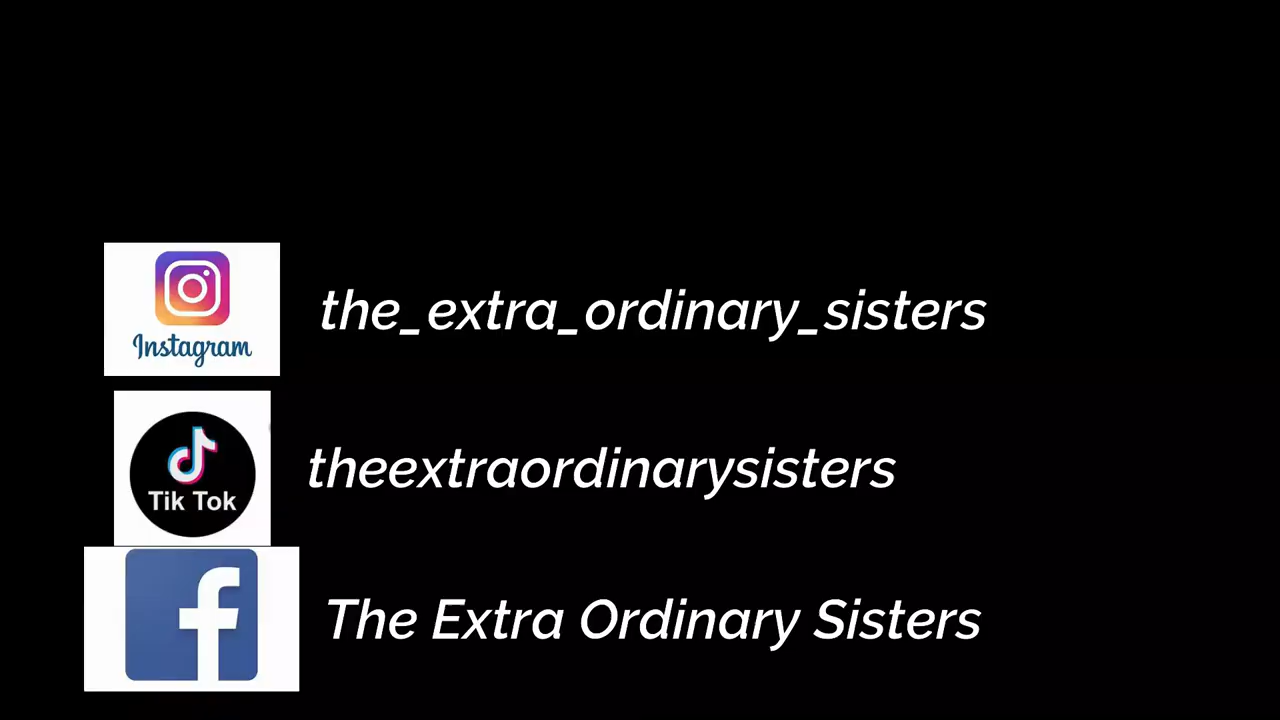 the_extra_ordinary_sisters
Instagram
theextraordinarysisters
Tik Tok
The Extra Ordinary Sisters